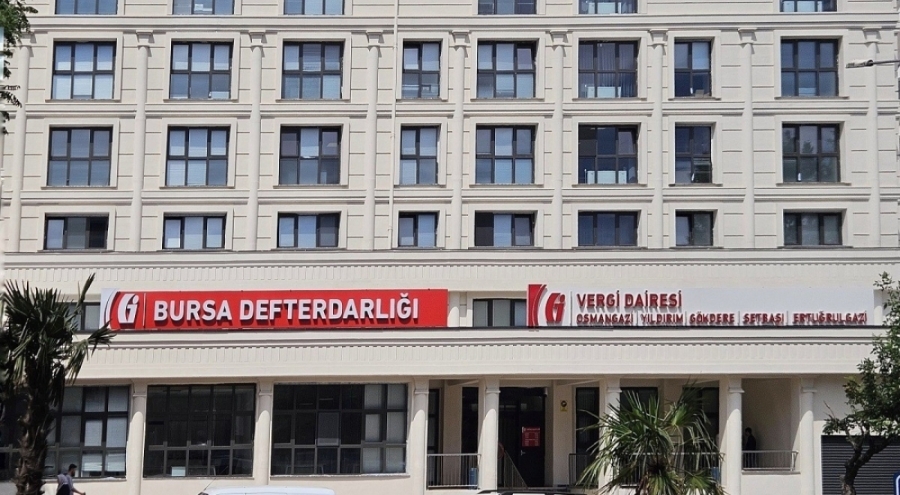 BURSA DEFTERDARLIĞI
VERGİ DAİRESİ
OSMANGAZİ | YILDIRIM | GÖKDERE | SETBAŞI | ERTUĞRULGAZİ